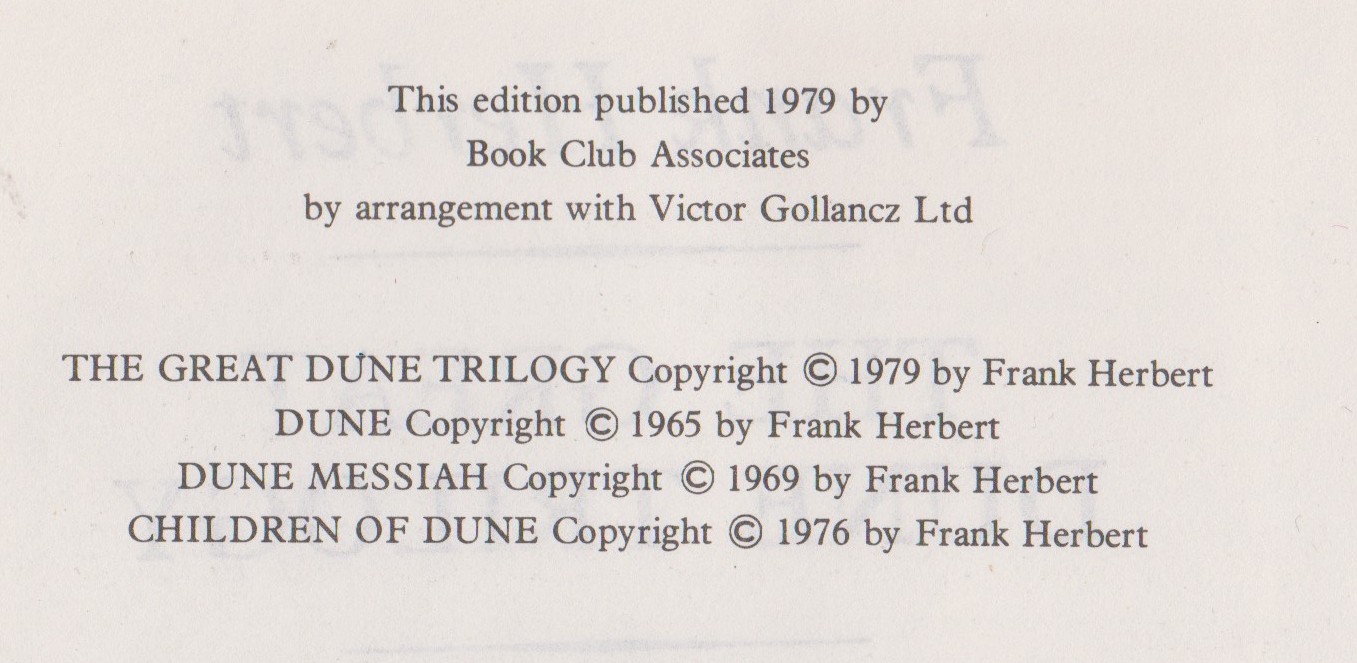 This edition published 1979 by
Book Club Associates
by arrangement with Victor Gollancz Ltd
THE GREAT DUNE TRILOGY Copyright © 1979 by Frank Herbert
DUNE Copyright © 1965 by Frank Herbert
DUNE MESSIAH Copyright © 1969 by Frank Herbert
CHILDREN OF DUNE Copyright © 1976 by Frank Herbert